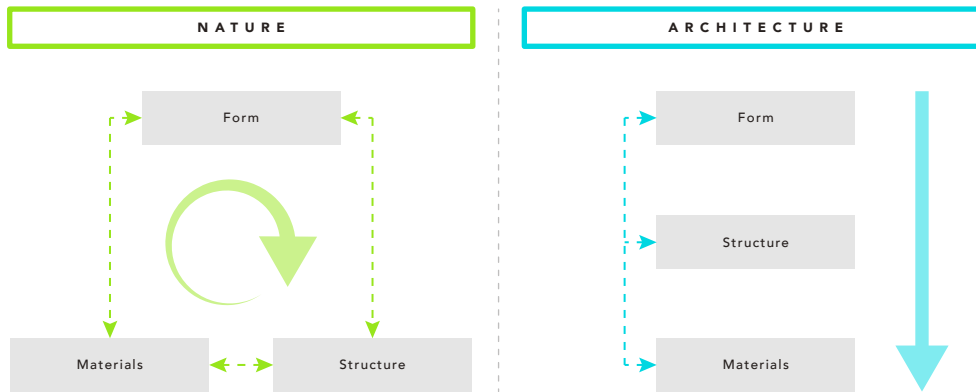 NATURE
ARCHITECTURE
Form
Materials
Structure
Form
Structure
Materials